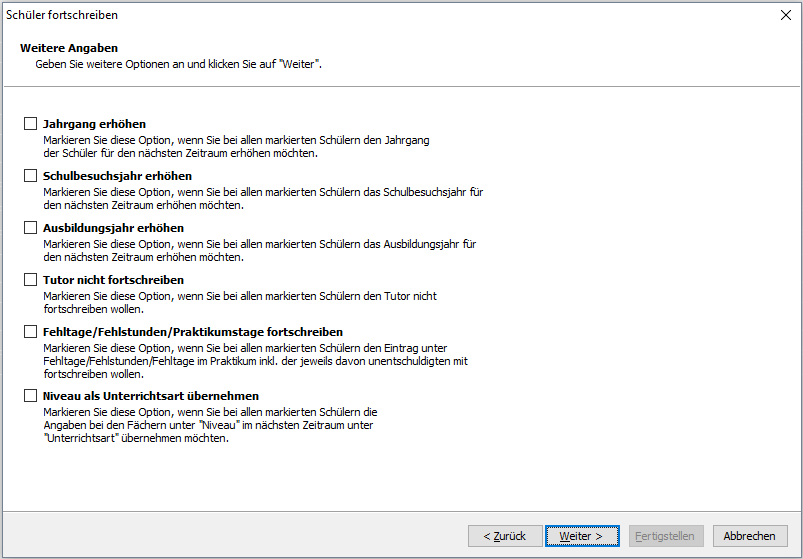 Schüler fortschreiben
Weitere Angaben
Geben Sie weitere Optionen an und klicken Sie auf "Weiter".
Jahrgang erhöhen
Markieren Sie diese Option, wenn Sie bei allen markierten Schülern den Jahrgang
der Schüler für den nächsten Zeitraum erhöhen möchten.
Schulbesuchsjahr erhöhen
Markieren Sie diese Option, wenn Sie bei allen markierten Schülern das Schulbesuchsjahr für
den nächsten Zeitraum erhöhen möchten.
Ausbildungsjahr erhöhen
Markieren Sie diese Option, wenn Sie bei allen markierten Schülern das Ausbildungsjahr für
den nächsten Zeitraum erhöhen möchten.
Tutor nicht fortschreiben
Markieren Sie diese Option, wenn Sie bei allen markierten Schülern den Tutor nicht
fortschreiben wollen.
Fehltage/Fehlstunden/Praktikumstage fortschreiben
Markieren Sie diese Option, wenn Sie bei allen markierten Schülern den Eintrag unter
Fehltage/Fehlstunden/Fehltage im Praktikum inkl. der jeweils davon unentschuldigten mit
fortschreiben wollen.
Niveau als Unterrichtsart übernehmen
Markieren Sie diese Option, wenn Sie bei allen markierten Schülern die
Angaben bei den Fächern unter "Niveau" im nächsten Zeitraum unter
"Unterrichtsart" übernehmen möchten.
< Zurück
Weiter >
Fertigstellen
Abbrechen